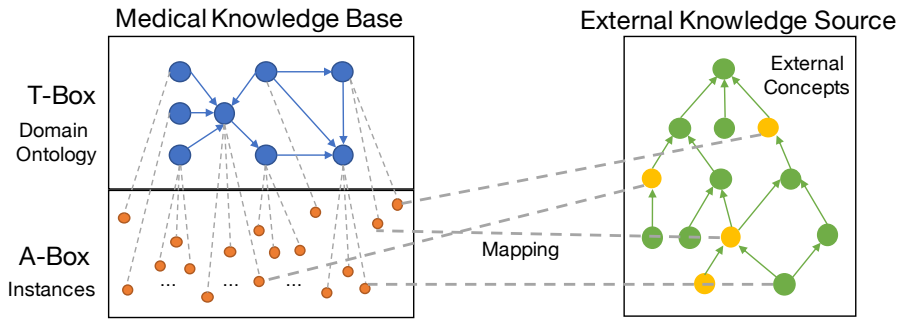 Medical Knowledge Base
External Knowledge Source
T-Box
Domain
Ontology
External
Concepts
A-Box
Instances
Mapping
...
...
...